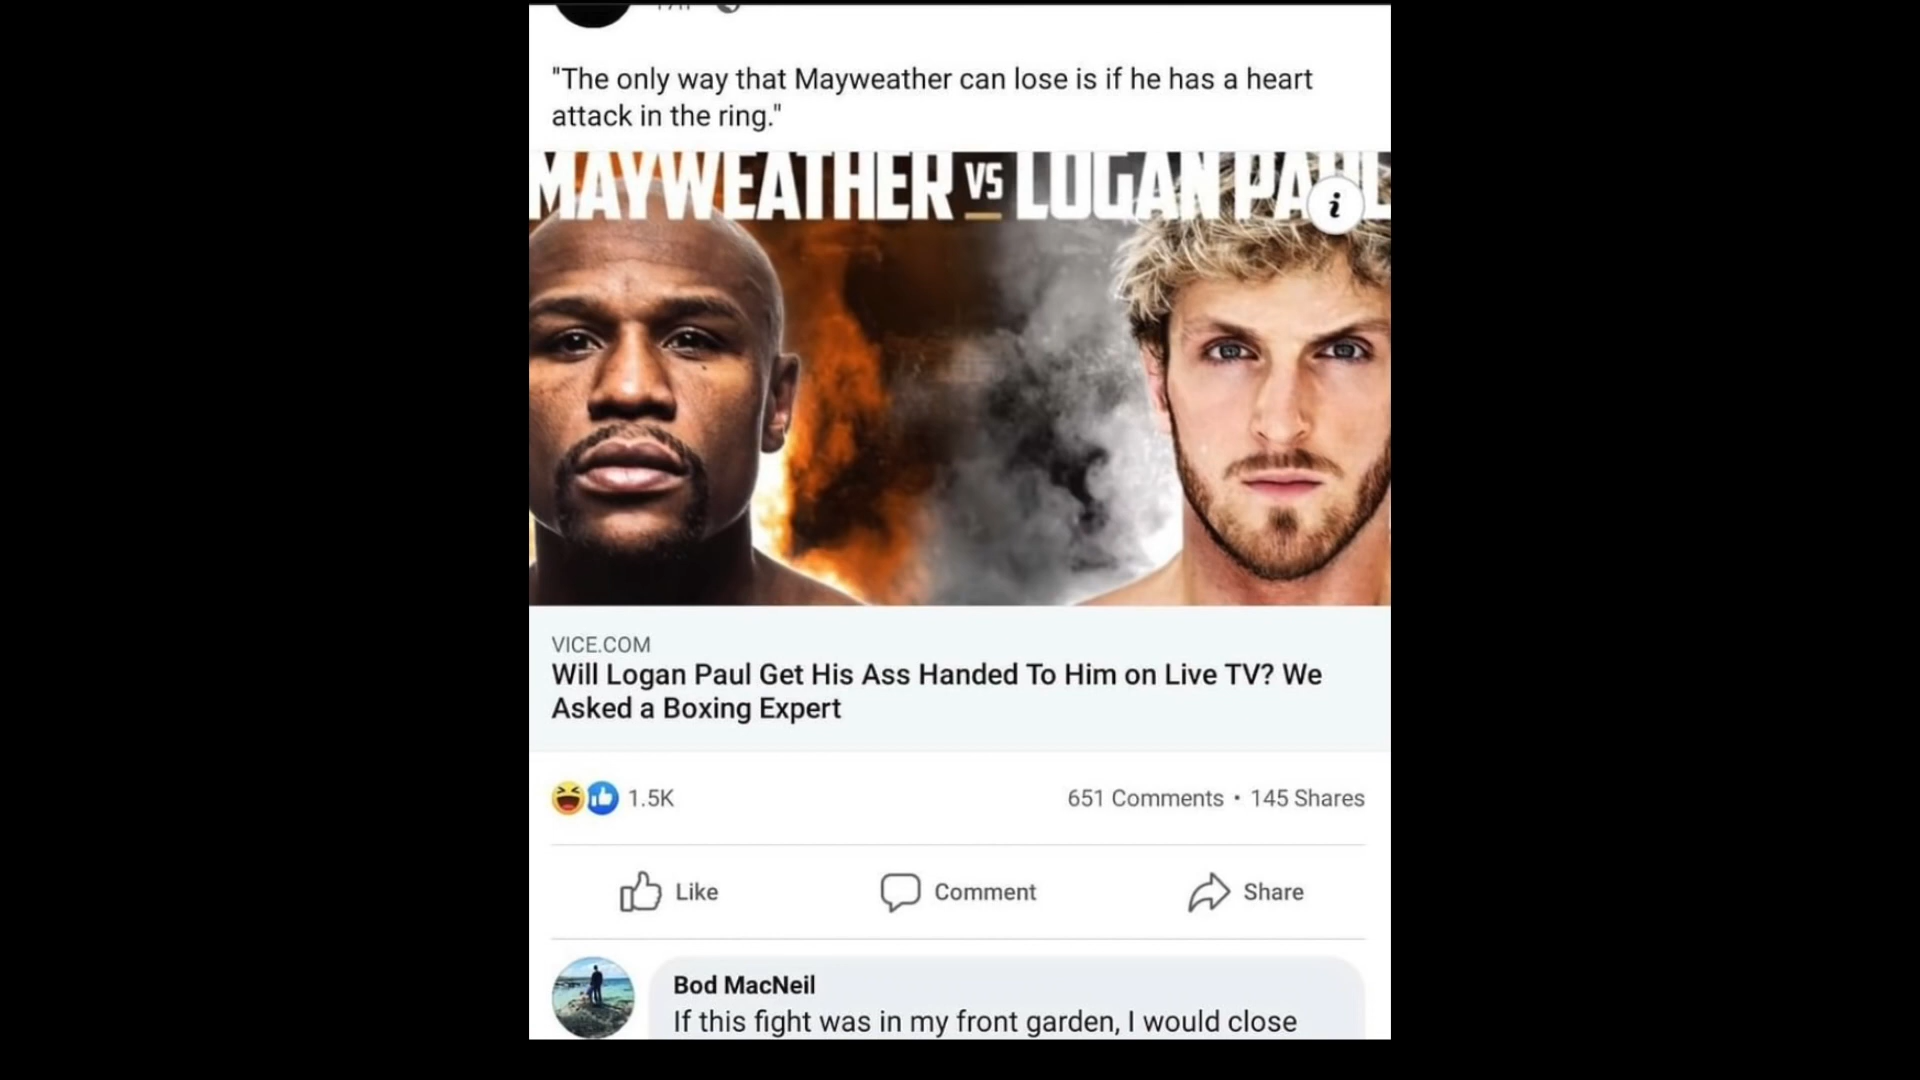 "The only way that Mayweather can lose is if he has a heart
attack in the ring."
MAYWEATHER VS LOGAN PAUL
i
VICE.COM
Will Logan Paul Get His Ass Handed To Him on Live TV? We
Asked a Boxing Expert
1.5K
651 Comments • 145 Shares
Like
Comment
Share
Bod MacNeil
If this fight was in my front garden, I would close